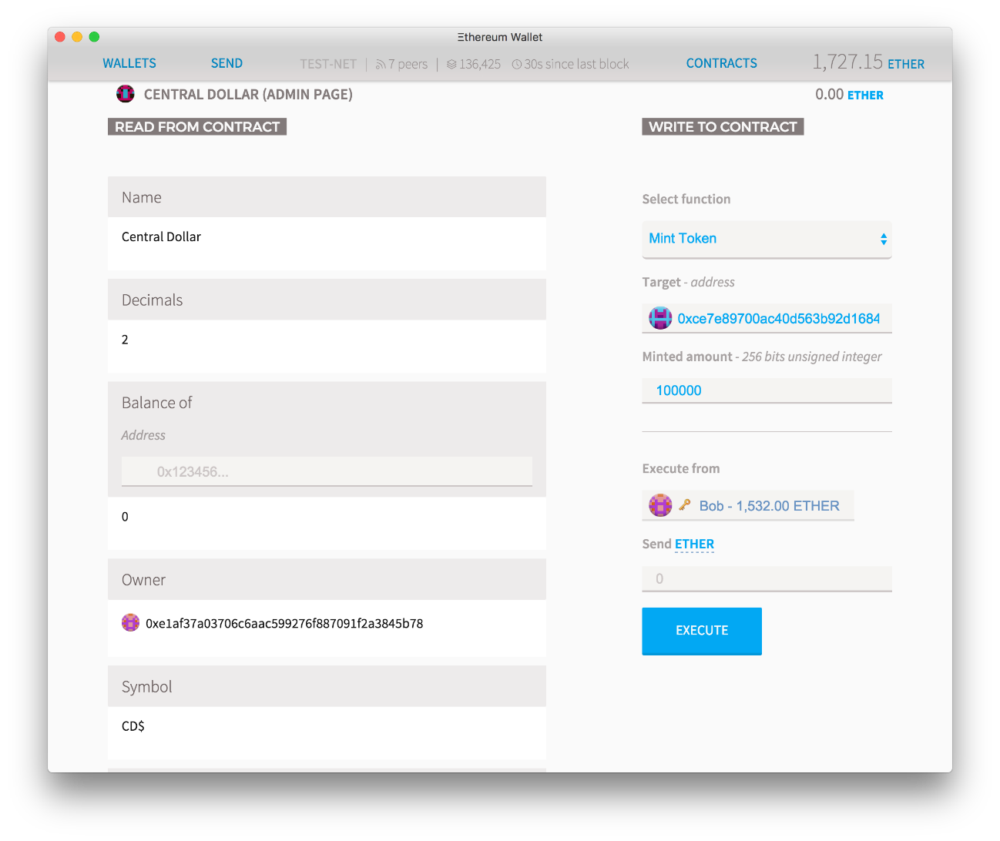 Ξthereum Wallet
WALLETS SEND TEST-NET 7 peers 136,425 30s since last block CONTRACTS 1,727.15 ETHER
CENTRAL DOLLAR (ADMIN PAGE) 0.00 ETHER
READ FROM CONTRACT
Name
Central Dollar
Decimals
2
Balance of
Address
0x123456...
0
Owner
0xe1af37a03706c6aac599276f887091f2a3845b78
Symbol
CD$
WRITE TO CONTRACT
Select function
Mint Token
Target - address
0xce7e89700ac40d563b92d1684
Minted amount - 256 bits unsigned integer
100000
Execute from
Bob - 1,532.00 ETHER
Send ETHER
0
EXECUTE